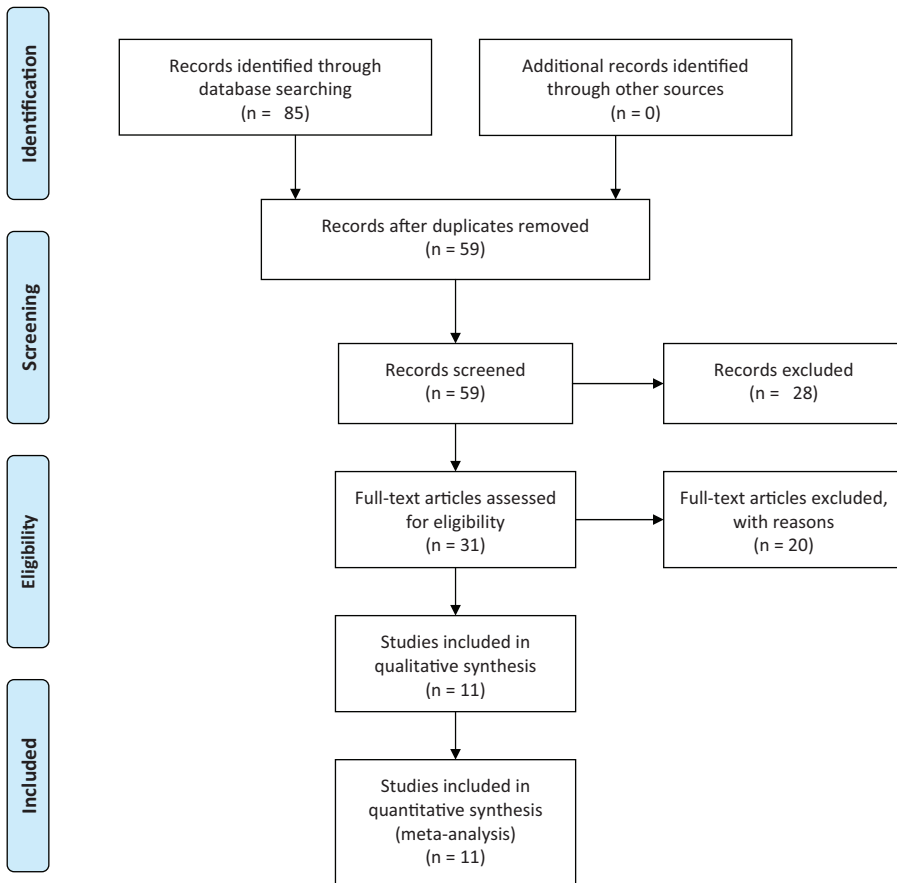 Identification
Records identified through
database searching
(n = 85)
Additional records identified
through other sources
(n = 0)
Records after duplicates removed
(n = 59)
Screening
Records screened
(n = 59)
Records excluded
(n = 28)
Eligibility
Full-text articles assessed
for eligibility
(n = 31)
Full-text articles excluded,
with reasons
(n = 20)
Studies included in
qualitative synthesis
(n = 11)
Included
Studies included in
quantitative synthesis
(meta-analysis)
(n = 11)